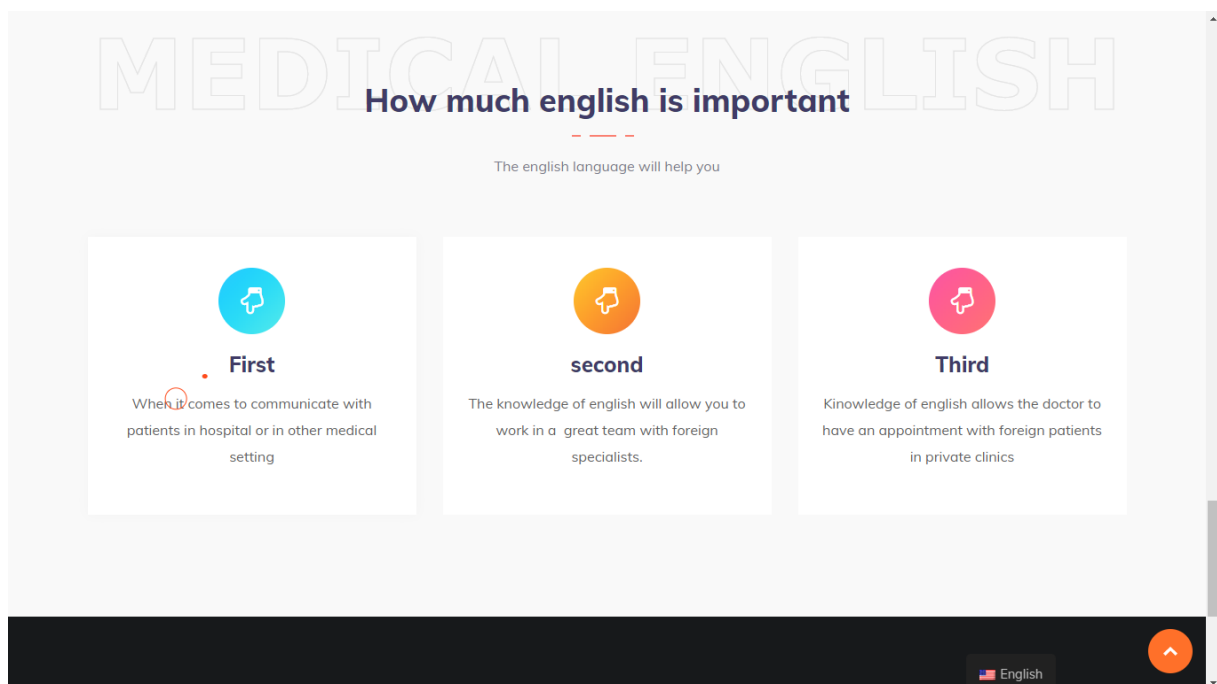 MEDICAL ENGLISH
How much english is important
The english language will help you
First
When it comes to communicate with
patients in hospital or in other medical
setting
second
The knowledge of english will allow you to
work in a  great team with foreign
specialists.
Third
Kinowledge of english allows the doctor to
have an appointment with foreign patients
in private clinics
English